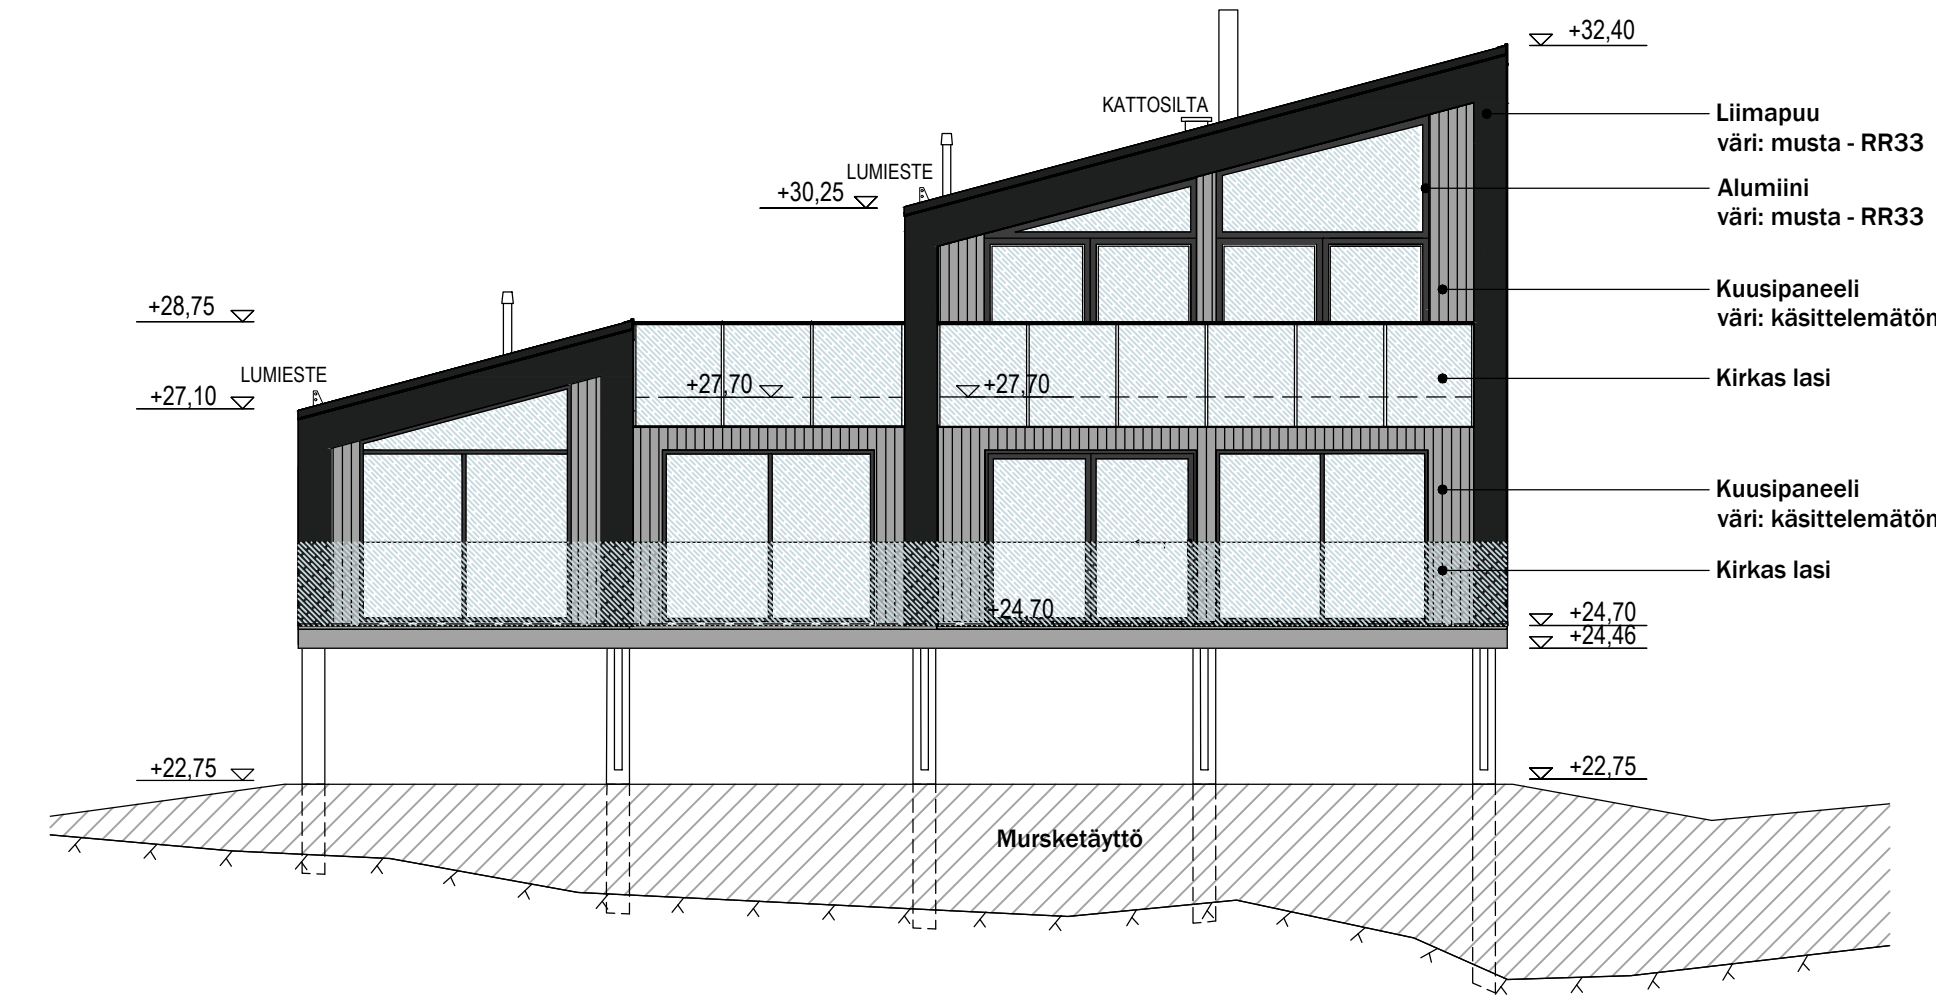 +32,40
KATTOSILTA
Liimapuu
väri: musta - RR33
LUMIESTE
+30,25
Alumiini
väri: musta - RR33
Kuusipaneeli
väri: käsittelemätön
+28,75
LUMIESTE
+27,10
+27,70
+27,70
Kirkas lasi
Kuusipaneeli
väri: käsittelemätön
Kirkas lasi
+24,70
+24,70
+24,46
+22,75
+22,75
Mursketäyttö